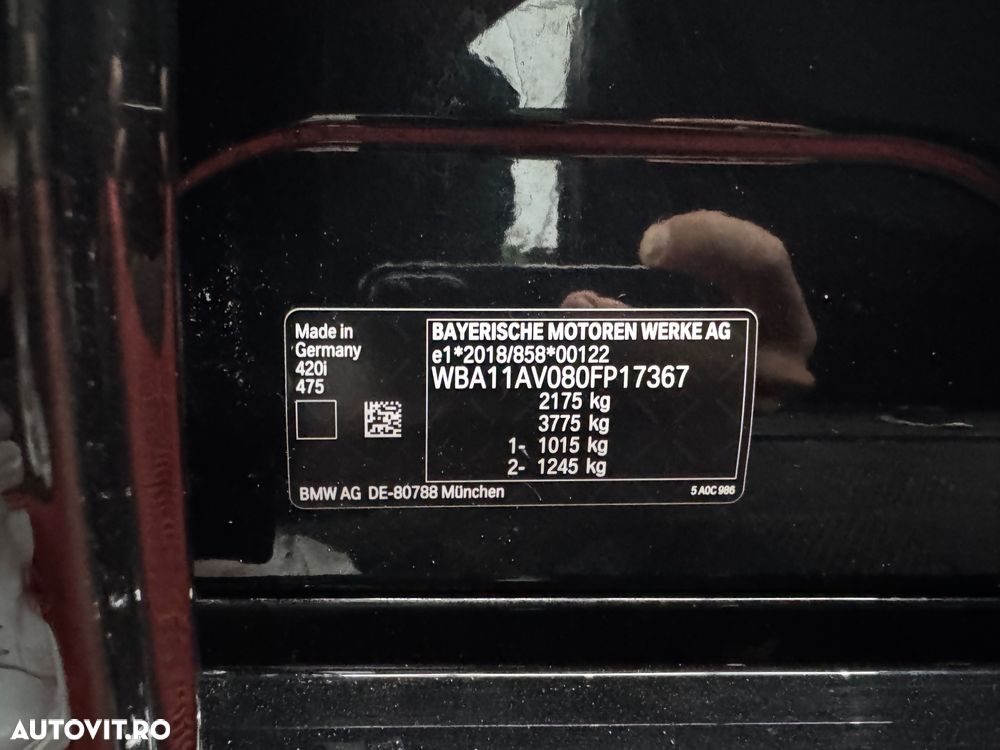 Made in
Germany
420i
475
BAYERISCHE MOTOREN WERKE AG
e1*2018/858*00122
WBA11AV080FP17367
2175 kg
3775 kg
1- 1015 kg
2- 1245 kg
BMW AG DE-80788 München
5 A0C 986
AUTOVIT.RO